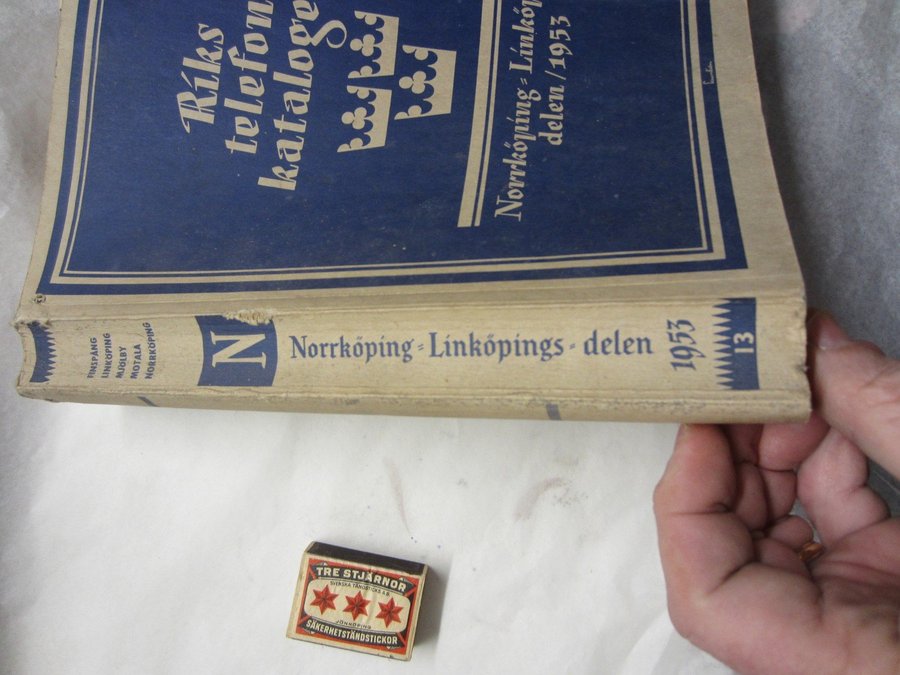 Riks
telefon
kataloge
Norrköping = Linköp
delen / 1953
FINSPÅNG
LINKÖPING
MJÖLBY
MOTALA
NORRKÖPING
N
Norrköping = Linköpings = delen
1953
13
TRE STJÄRNOR
SVENSKA TÄNDSTICKS A.B.
JÖNKÖPING
SÄKERHETSTÄNDSTICKOR